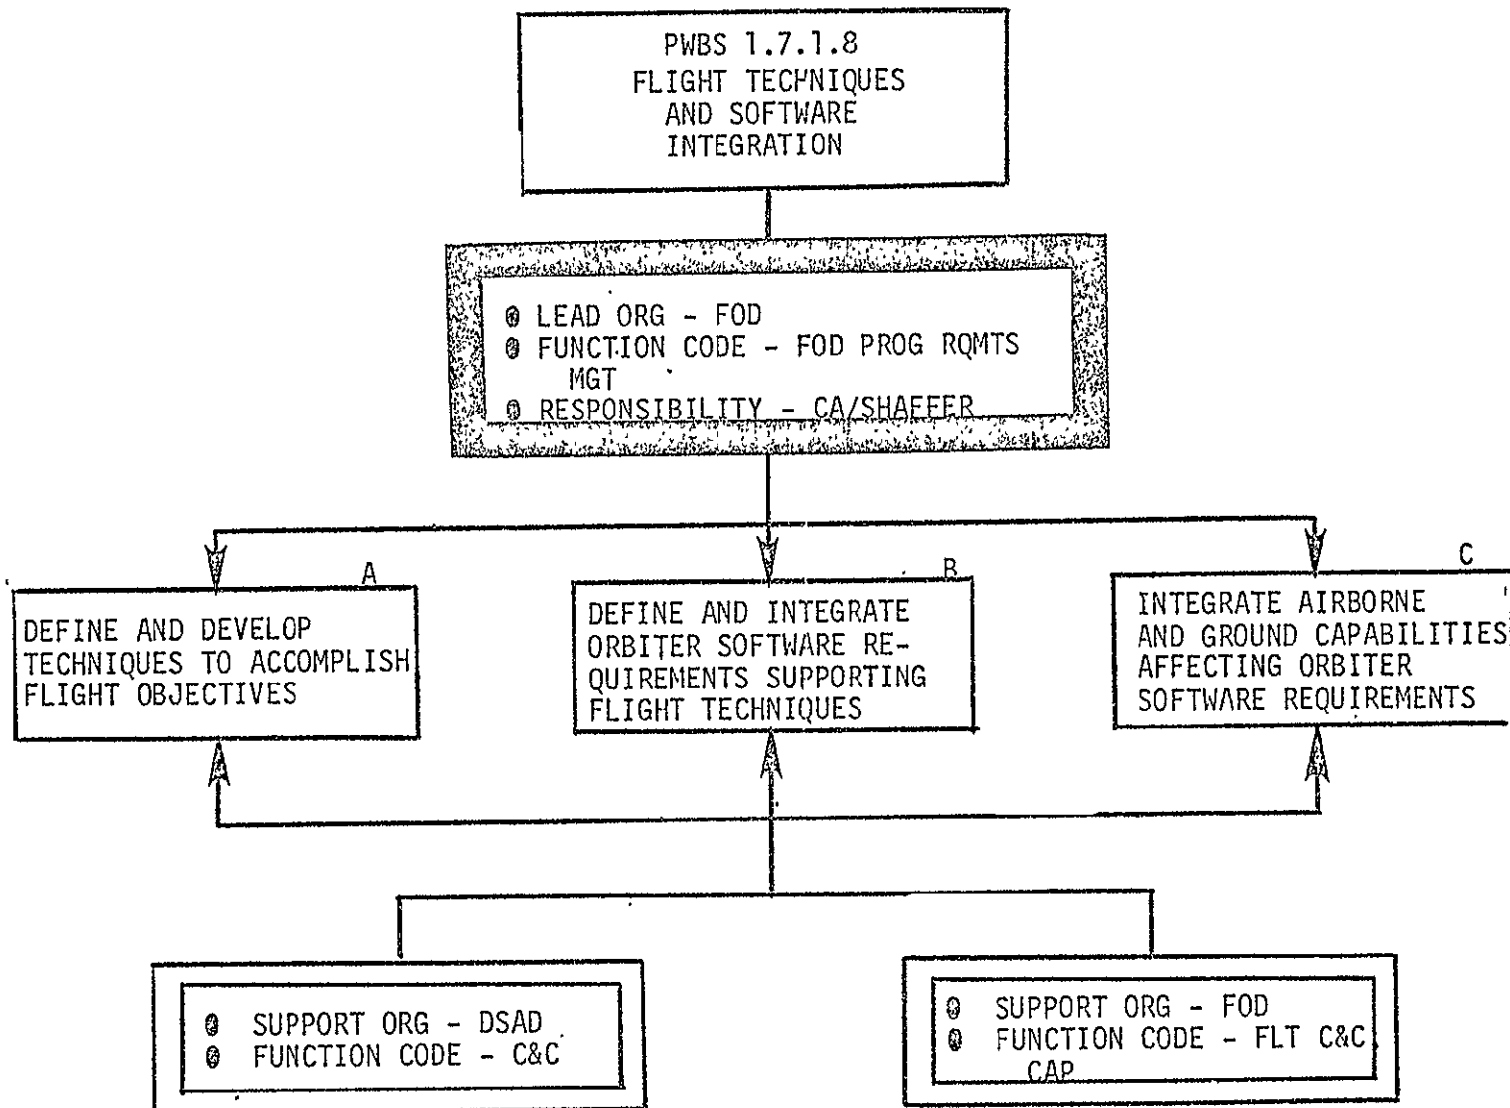 PWBS 1.7.1.8
FLIGHT TECHNIQUES
AND SOFTWARE
INTEGRATION
LEAD ORG - FOD
FUNCTION CODE - FOD PROG RQMTS
MGT
RESPONSIBILITY - CA/SHAFFER
A
DEFINE AND DEVELOP
TECHNIQUES TO ACCOMPLISH
FLIGHT OBJECTIVES
B
DEFINE AND INTEGRATE
ORBITER SOFTWARE RE-
QUIREMENTS SUPPORTING
FLIGHT TECHNIQUES
C
INTEGRATE AIRBORNE
AND GROUND CAPABILITIES
AFFECTING ORBITER
SOFTWARE REQUIREMENTS
SUPPORT ORG - DSAD
FUNCTION CODE - C&C
SUPPORT ORG - FOD
FUNCTION CODE - FLT C&C
CAP